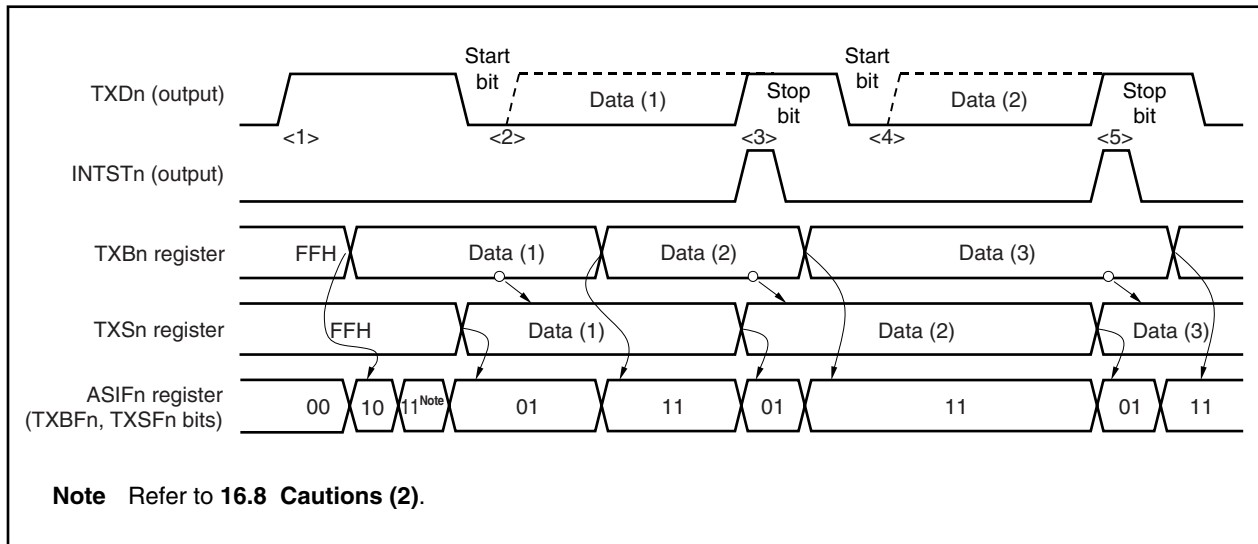 Start bit
Start bit
TXDn (output)
Data (1)
Stop bit
Data (2)
Stop bit
<1>
<2>
<3>
<4>
<5>
INTSTn (output)
TXBn register
FFH
Data (1)
Data (2)
Data (3)
TXSn register
FFH
Data (1)
Data (2)
Data (3)
ASIFn register
(TXBFn, TXSFn bits)
00
10
11Note
01
11
01
11
01
11
Note Refer to 16.8 Cautions (2).